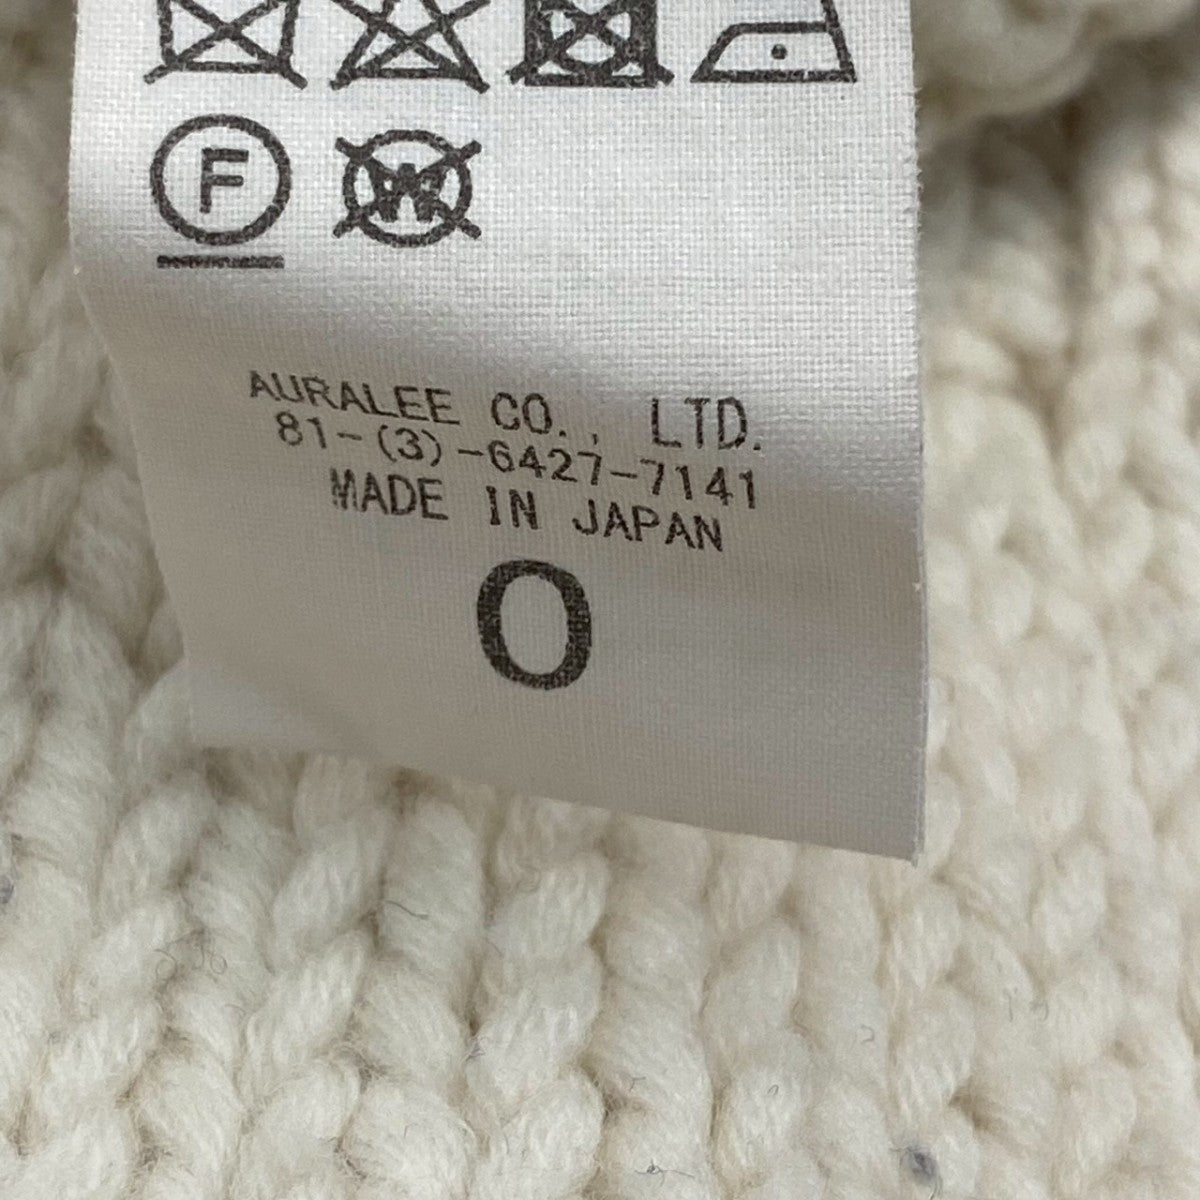 F
W
AURALEE CO., LTD.
81-(3)-6427-7141
MADE IN JAPAN
0